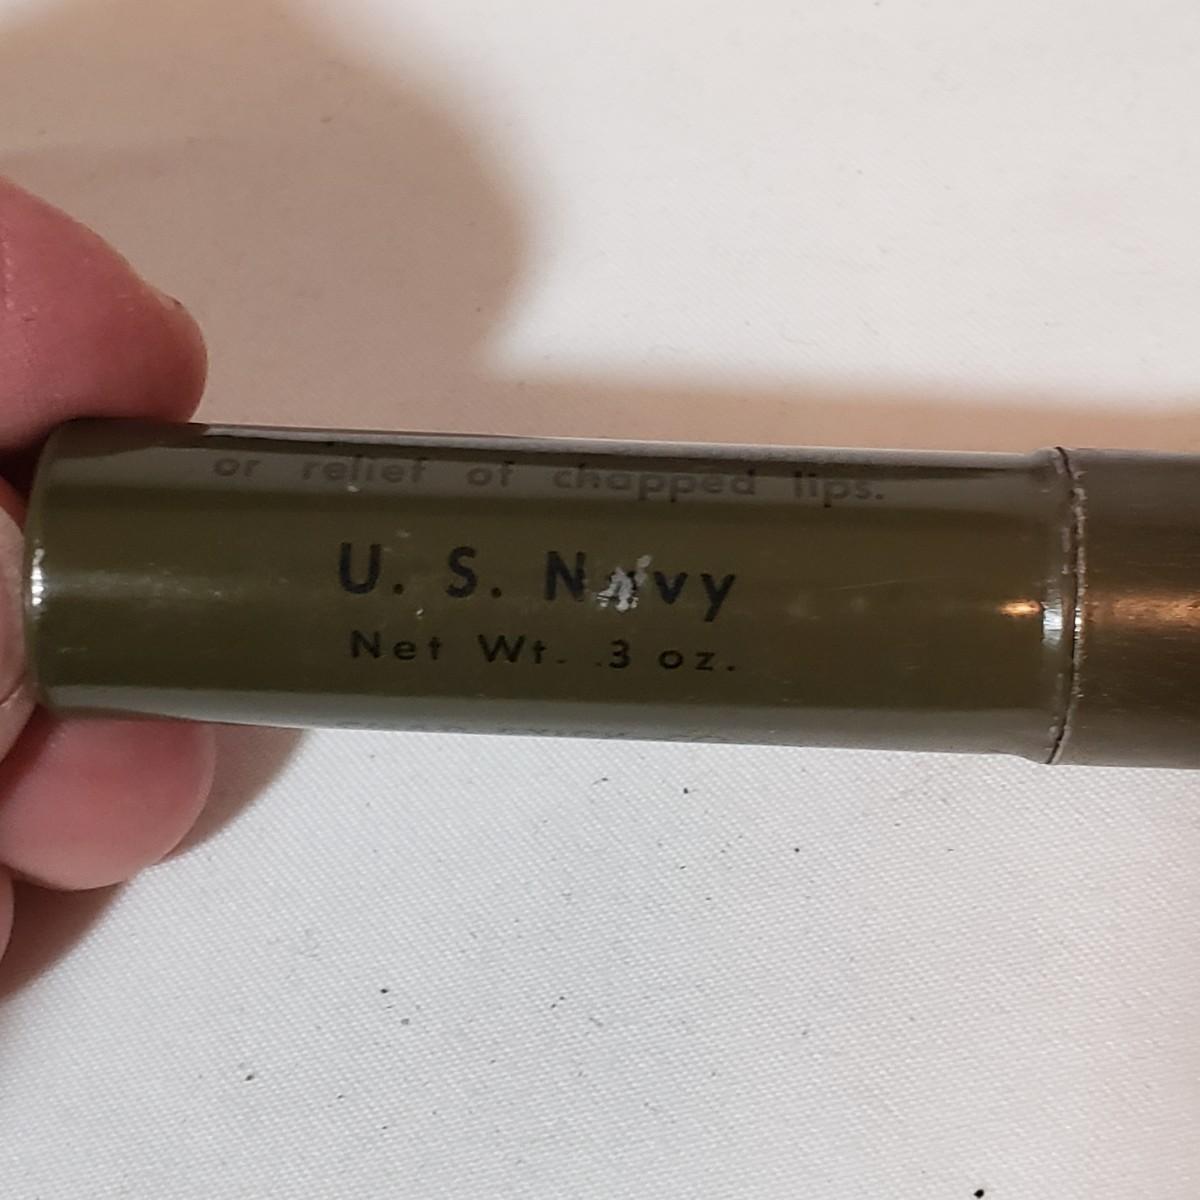 or relief of chapped lips.
U. S. Navy
Net Wt. .3 oz.